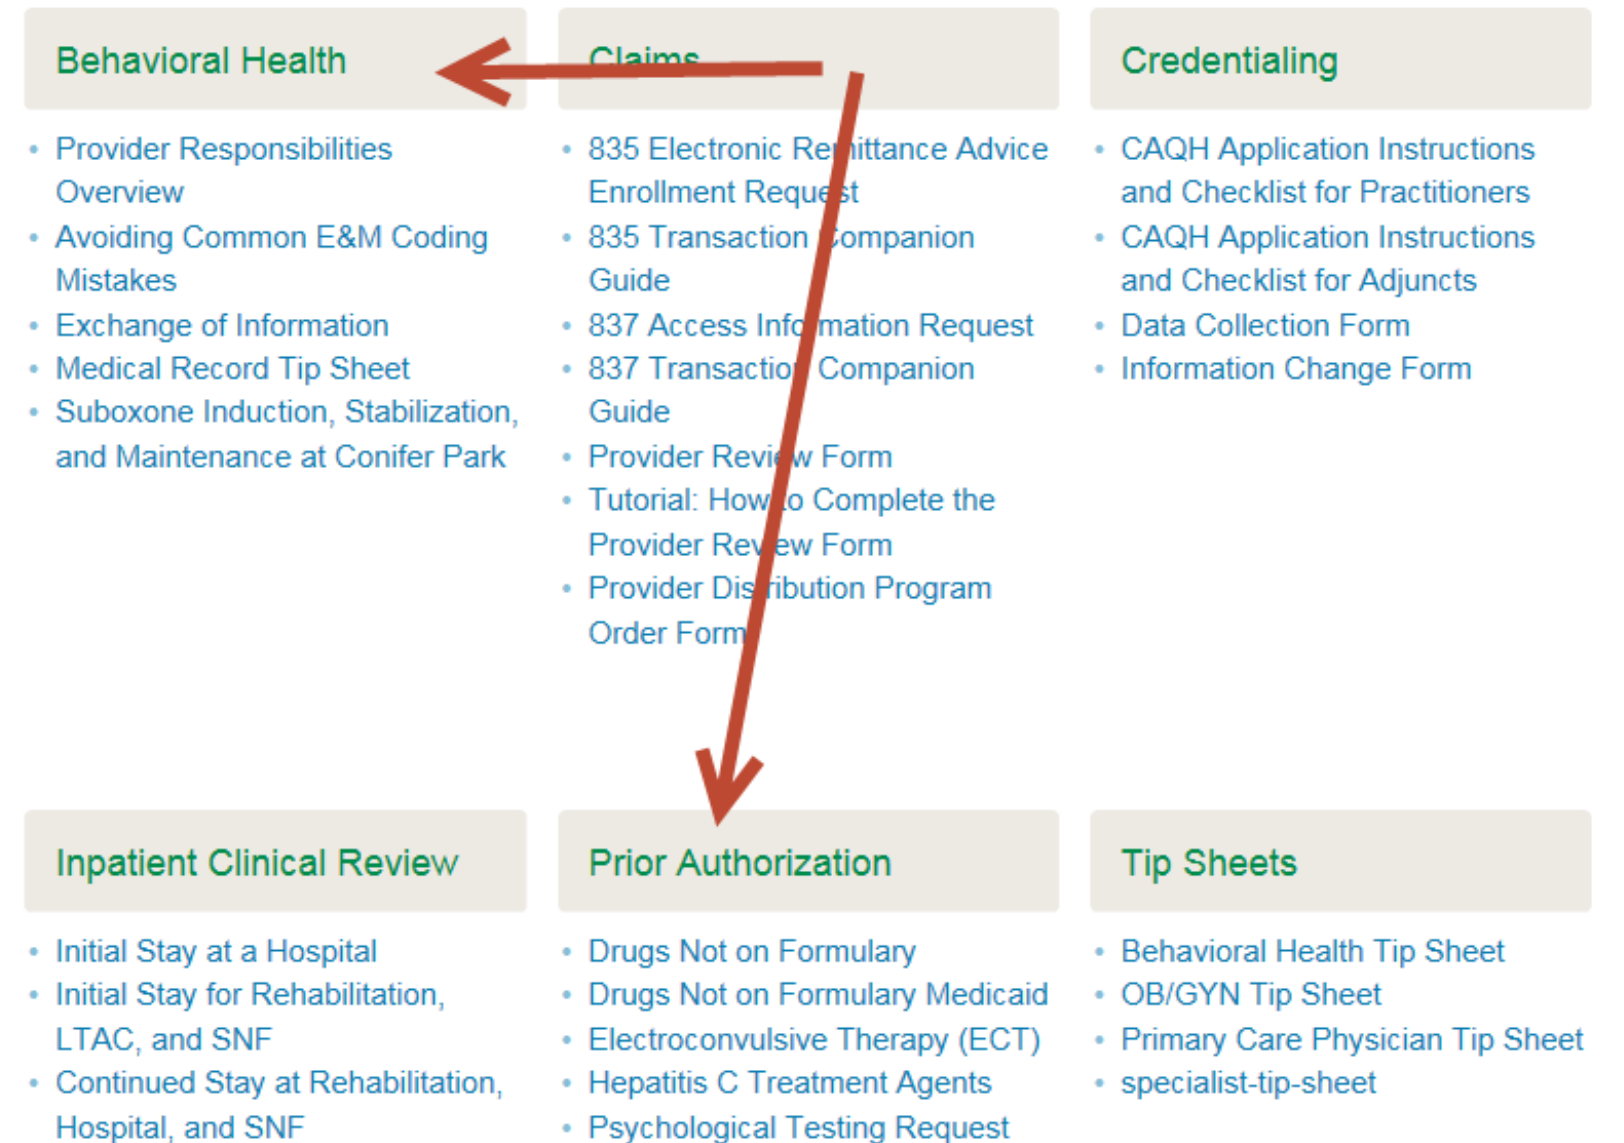 Behavioral Health
Provider Responsibilities
Overview
Avoiding Common E&M Coding
Mistakes
Exchange of Information
Medical Record Tip Sheet
Suboxone Induction, Stabilization,
and Maintenance at Conifer Park
Claims
835 Electronic Remittance Advice
Enrollment Request
835 Transaction Companion
Guide
837 Access Information Request
837 Transaction Companion
Guide
Provider Review Form
Tutorial: How to Complete the
Provider Review Form
Provider Distribution Program
Order Form
Credentialing
CAQH Application Instructions
and Checklist for Practitioners
CAQH Application Instructions
and Checklist for Adjuncts
Data Collection Form
Information Change Form
Inpatient Clinical Review
Initial Stay at a Hospital
Initial Stay for Rehabilitation,
LTAC, and SNF
Continued Stay at Rehabilitation,
Hospital, and SNF
Prior Authorization
Drugs Not on Formulary
Drugs Not on Formulary Medicaid
Electroconvulsive Therapy (ECT)
Hepatitis C Treatment Agents
Psychological Testing Request
Tip Sheets
Behavioral Health Tip Sheet
OB/GYN Tip Sheet
Primary Care Physician Tip Sheet
specialist-tip-sheet